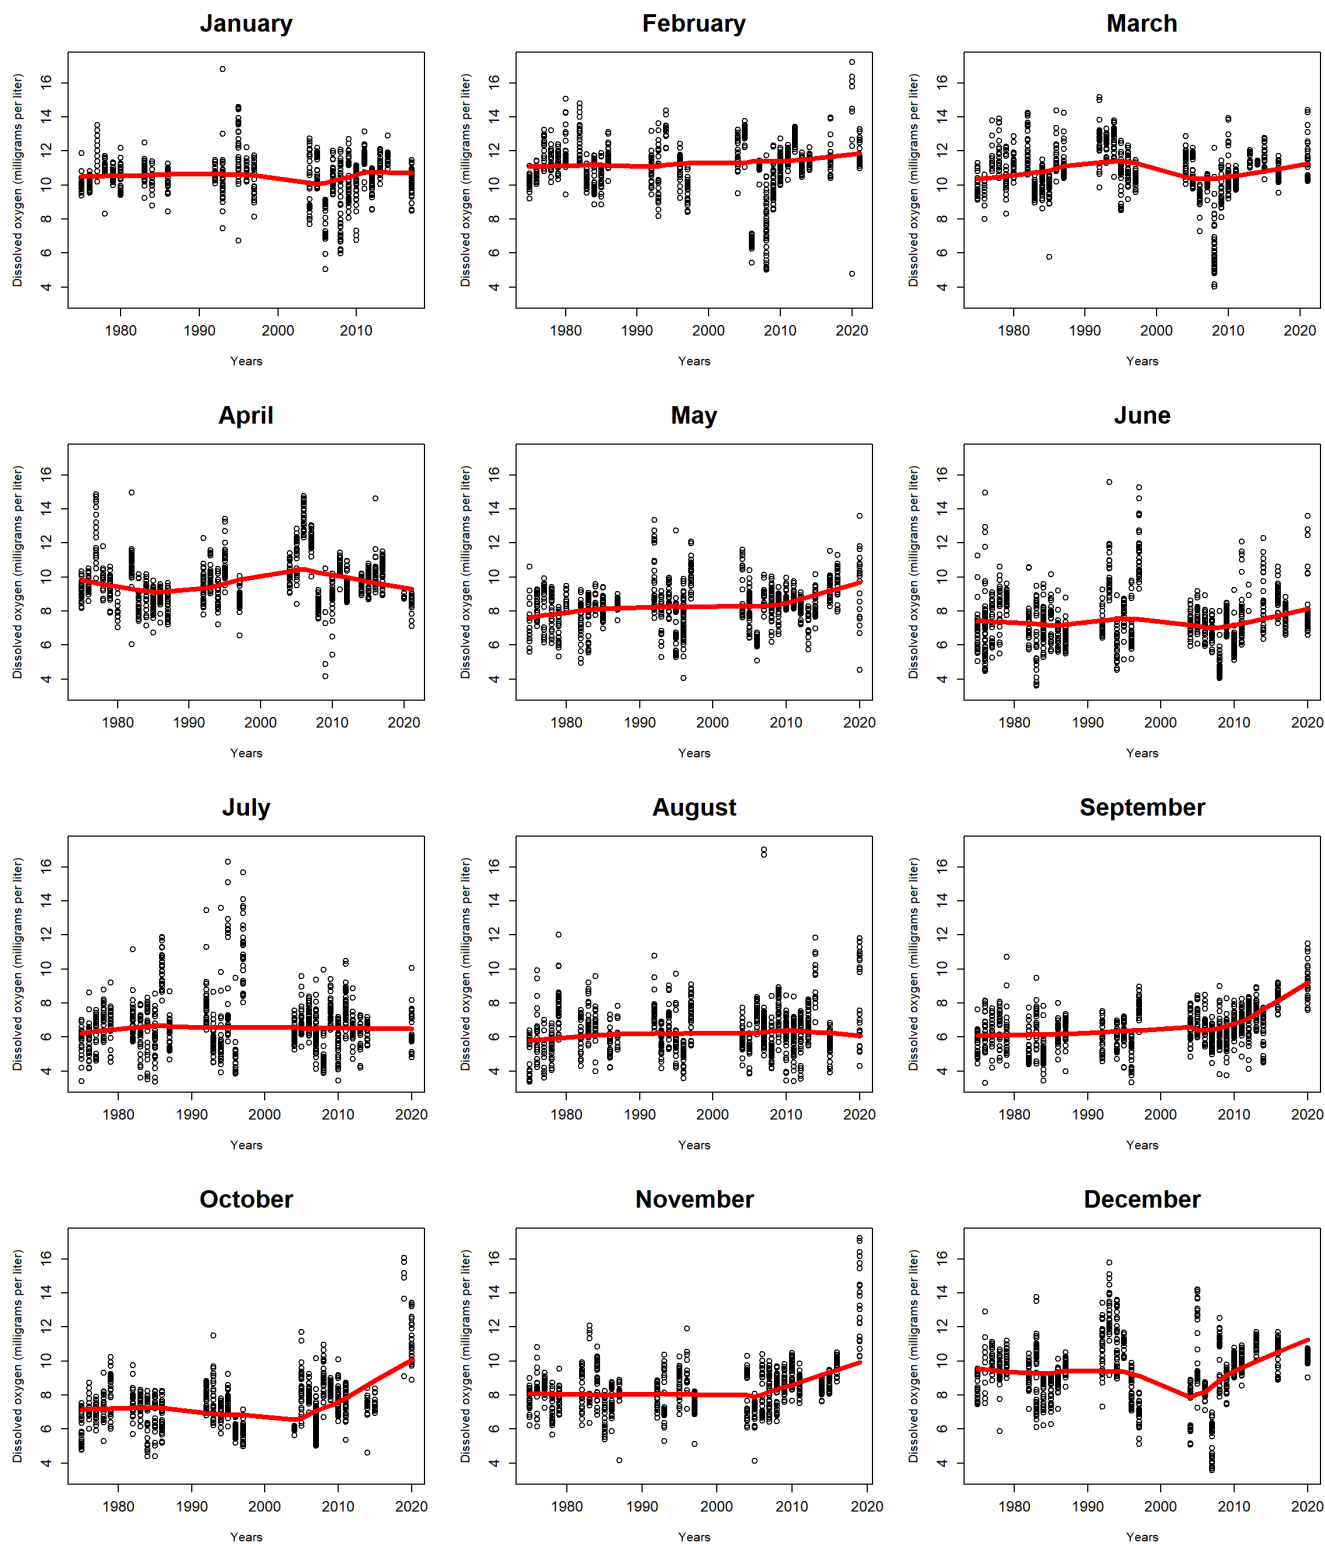 January February March
Dissolved oxygen (milligrams per liter) Dissolved oxygen (milligrams per liter) Dissolved oxygen (milligrams per liter)
16 16 16
14 14 14
12 12 12
10 10 10
8 8 8
6 6 6
4 4 4
1980 1990 2000 2010 1980 1990 2000 2010 2020 1980 1990 2000 2010 2020
Years Years Years
April May June
Dissolved oxygen (milligrams per liter) Dissolved oxygen (milligrams per liter) Dissolved oxygen (milligrams per liter)
16 16 16
14 14 14
12 12 12
10 10 10
8 8 8
6 6 6
4 4 4
1980 1990 2000 2010 2020 1980 1990 2000 2010 2020 1980 1990 2000 2010 2020
Years Years Years
July August September
Dissolved oxygen (milligrams per liter) Dissolved oxygen (milligrams per liter) Dissolved oxygen (milligrams per liter)
16 16 16
14 14 14
12 12 12
10 10 10
8 8 8
6 6 6
4 4 4
1980 1990 2000 2010 2020 1980 1990 2000 2010 2020 1980 1990 2000 2010 2020
Years Years Years
October November December
Dissolved oxygen (milligrams per liter) Dissolved oxygen (milligrams per liter) Dissolved oxygen (milligrams per liter)
16 16 16
14 14 14
12 12 12
10 10 10
8 8 8
6 6 6
4 4 4
1980 1990 2000 2010 2020 1980 1990 2000 2010 2020 1980 1990 2000 2010 2020
Years Years Years